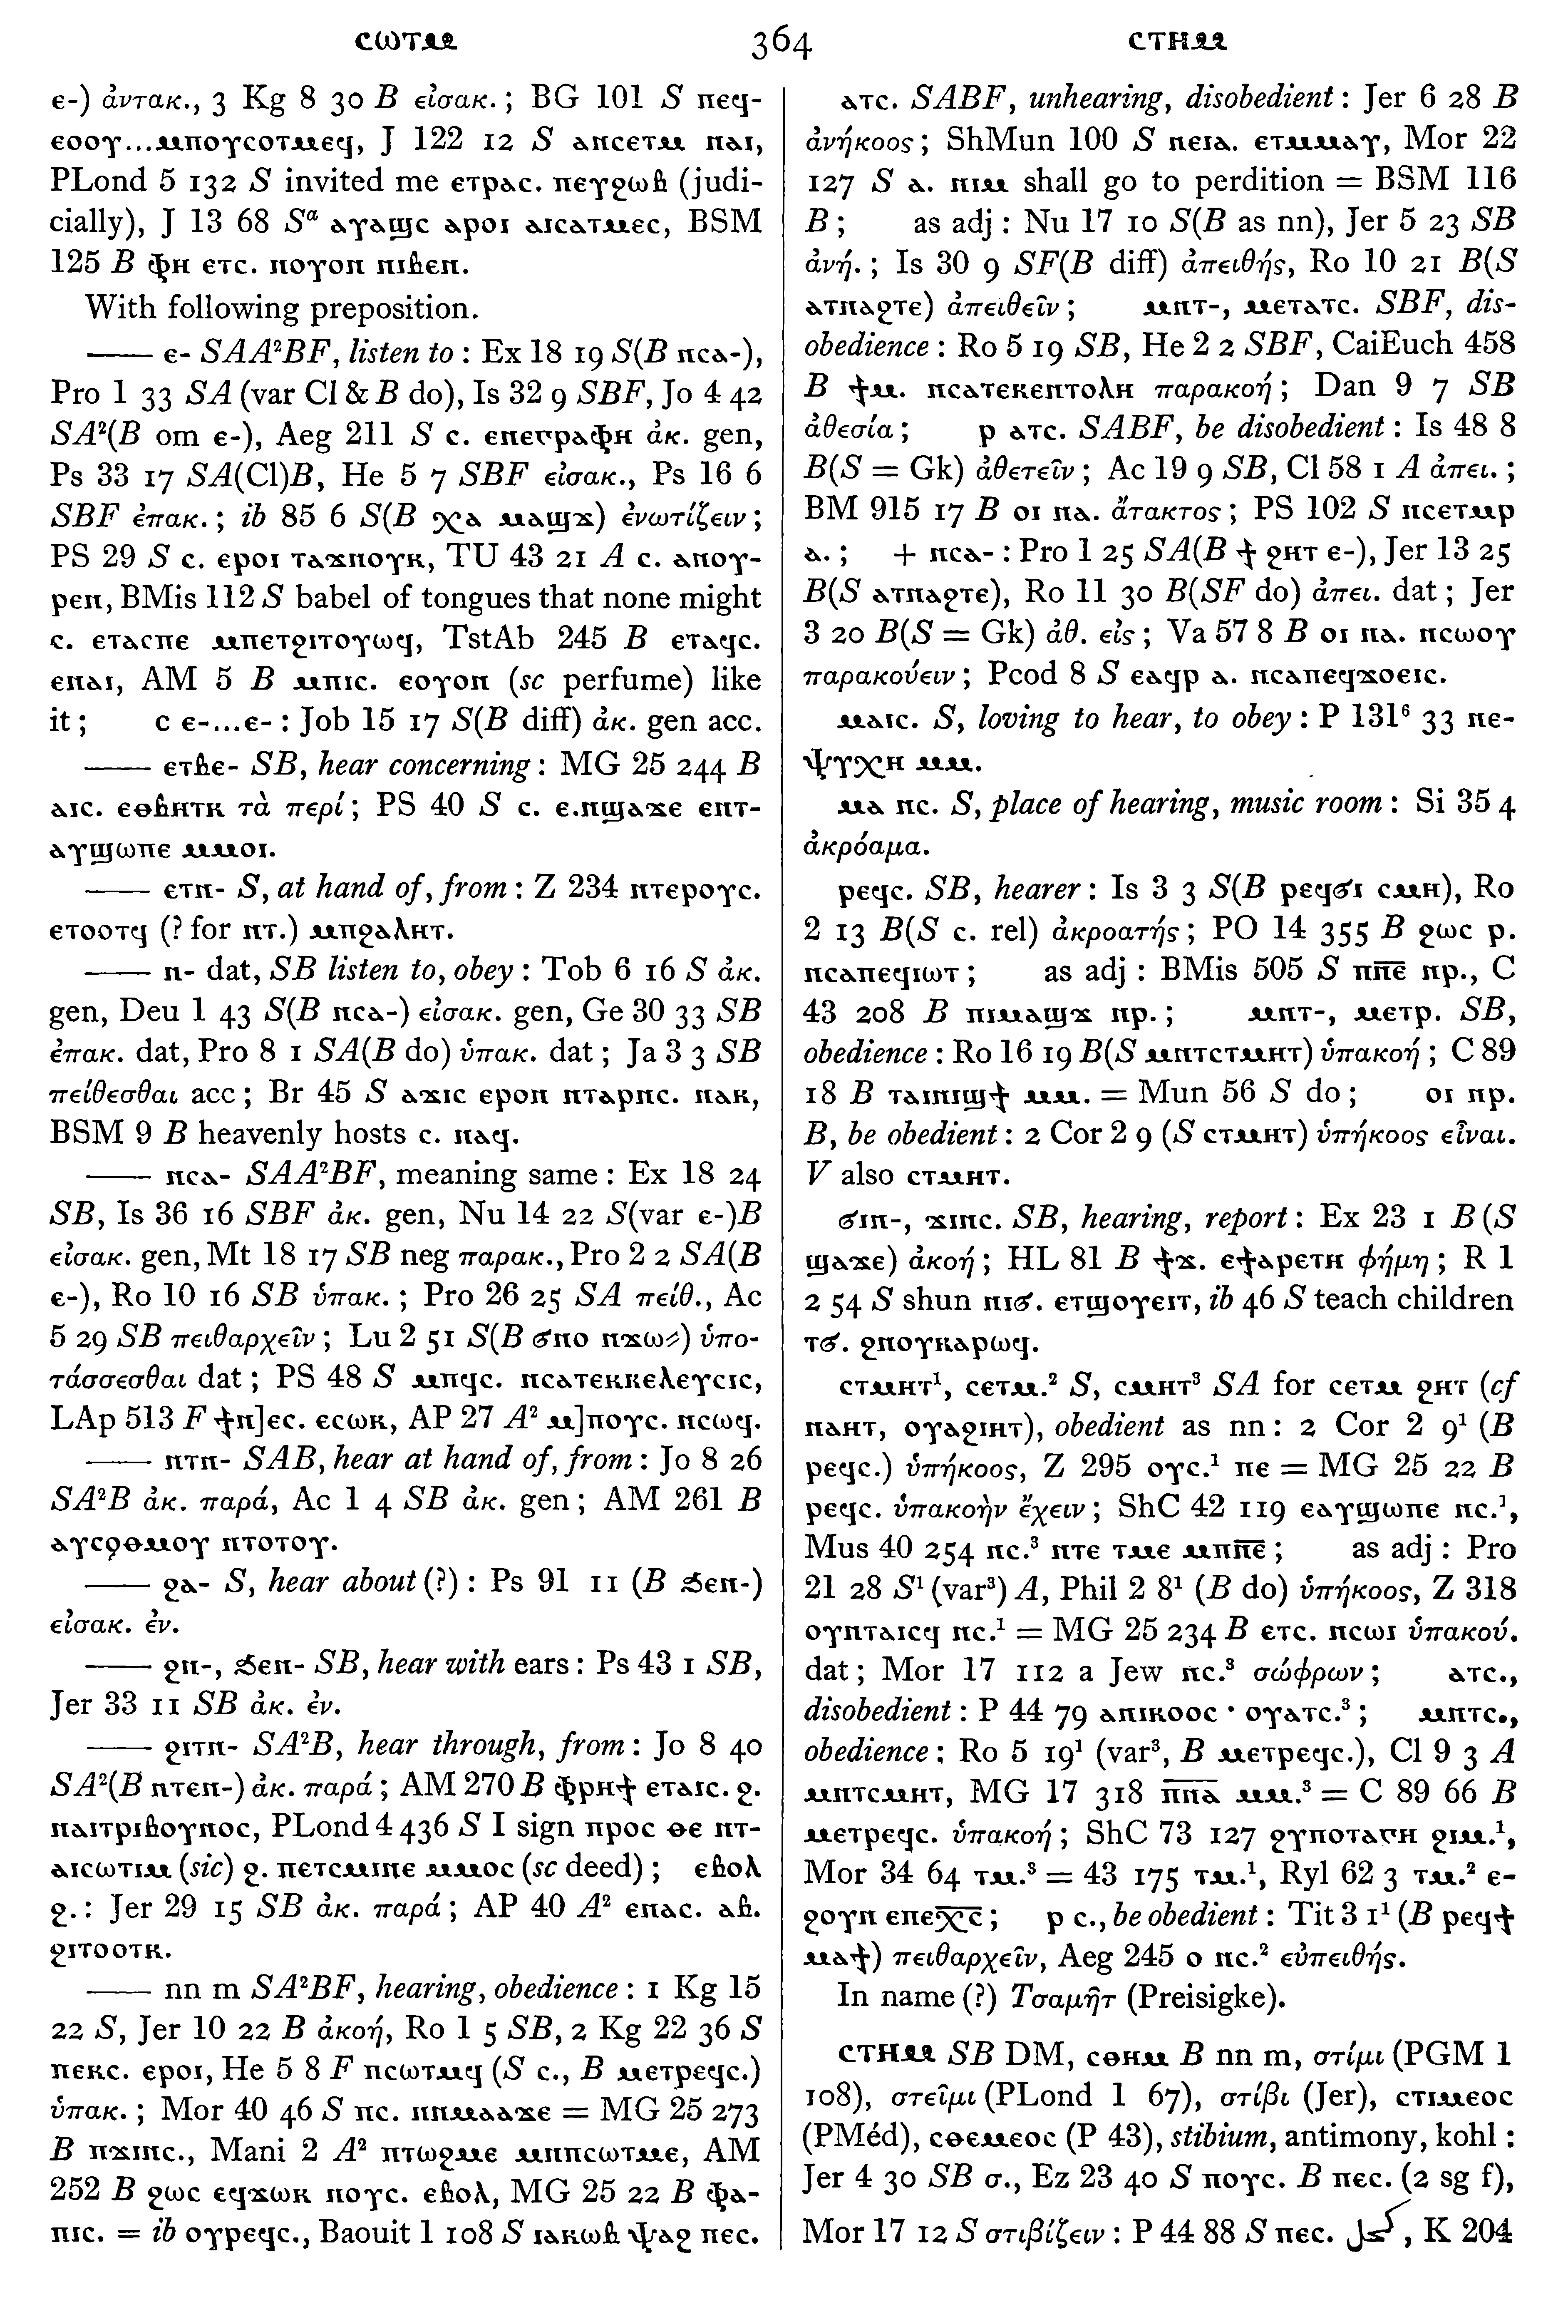 ⲥⲱⲧⲙ 364 ⲥⲧⲏⲙ
ⲉ-) ἀντακ., 3 Kg 8 30 B εἰσακ.; BG 101 S ⲡⲉϥ-
ⲉⲟⲟⲩ...ⲙⲡⲟⲩⲥⲟⲧⲙⲉϥ, J 122 12 S ⲁⲛⲥⲉⲧⲙ ⲛⲁⲓ,
PLond 5 132 S invited me ⲉⲧⲣⲁⲥ. ⲡⲉⲩϩⲱⲃ (judi-
cially), J 13 68 Sᵃ ⲁⲩⲁϣⲥ ⲁⲣⲟⲓ ⲁⲓⲥⲁⲧⲙⲉⲥ, BSM
125 B ⲫⲏ ⲉⲧⲥ. ⲛⲟⲩⲟⲛ ⲛⲓⲃⲉⲛ.
With following preposition.
—— ⲉ- SAA²BF, listen to: Ex 18 19 S(B ⲛⲥⲁ-),
Pro 1 33 SA (var Cl & B do), Is 32 9 SBF, Jo 4 42
SA²(B om ⲉ-), Aeg 211 S ⲥ. ⲉⲛⲉⲅⲣⲁⲫⲏ ἀκ. gen,
Ps 33 17 SA(Cl)B, He 5 7 SBF εἰσακ., Ps 16 6
SBF ἐπακ.; ib 85 6 S(B ⲭⲁ ⲙⲁϣϫ) ἐνωτίζειν;
PS 29 S ⲥ. ⲉⲣⲟⲓ ⲧⲁϫⲛⲟⲩⲕ, TU 43 21 A ⲥ. ⲁⲛⲟⲩ-
ⲣⲉⲛ, BMis 112 S babel of tongues that none might
ⲥ. ⲉⲧⲁⲥⲡⲉ ⲙⲡⲉⲧϩⲓⲧⲟⲩⲱϥ, TstAb 245 B ⲉⲧⲁϥⲥ.
ⲉⲛⲁⲓ, AM 5 B ⲙⲡⲓⲥ. ⲉⲟⲩⲟⲛ (sc perfume) like
it; ⲥ ⲉ-...ⲉ-: Job 15 17 S(B diff) ἀκ. gen acc.
—— ⲉⲧⲃⲉ- SB, hear concerning: MG 25 244 B
ⲁⲓⲥ. ⲉⲑⲃⲏⲧⲕ τὰ περί; PS 40 S ⲥ. ⲉ.ⲡϣⲁϫⲉ ⲉⲛⲧ-
ⲁⲩϣⲱⲡⲉ ⲙⲙⲟⲓ.
—— ⲉⲧⲛ- S, at hand of, from: Z 234 ⲛⲧⲉⲣⲟⲩⲥ.
ⲉⲧⲟⲟⲧϥ (? for ⲛⲧ.) ⲙⲡϩⲁⲗⲏⲧ.
—— ⲛ- dat, SB listen to, obey: Tob 6 16 S ἀκ.
gen, Deu 1 43 S(B ⲛⲥⲁ-) εἰσακ. gen, Ge 30 33 SB
ἐπακ. dat, Pro 8 1 SA(B do) ὑπακ. dat; Ja 3 3 SB
πείθεσθαι acc; Br 45 S ⲁϫⲓⲥ ⲉⲣⲟⲛ ⲛⲧⲁⲣⲛⲥ. ⲛⲁⲕ,
BSM 9 B heavenly hosts ⲥ. ⲛⲁϥ.
—— ⲛⲥⲁ- SAA²BF, meaning same: Ex 18 24
SB, Is 36 16 SBF ἀκ. gen, Nu 14 22 S(var ⲉ-)B
εἰσακ. gen, Mt 18 17 SB neg παρακ., Pro 2 2 SA(B
ⲉ-), Ro 10 16 SB ὑπακ.; Pro 26 25 SA πείθ., Ac
5 29 SB πειθαρχεῖν; Lu 2 51 S(B ϭⲛⲟ ⲛϫⲱ⸗) ὑπο-
τάσσεσθαι dat; PS 48 S ⲙⲡϥⲥ. ⲛⲥⲁⲧⲉⲕⲕⲉⲗⲉⲩⲥⲓⲥ,
LAp 513 F ϯⲛ]ⲉⲥ. ⲉⲥⲱⲕ, AP 27 A² ⲙ]ⲡⲟⲩⲥ. ⲛⲥⲱϥ.
—— ⲛⲧⲛ- SAB, hear at hand of, from: Jo 8 26
SA²B ἀκ. παρά, Ac 1 4 SB ἀκ. gen; AM 261 B
ⲁⲩⲥⲟⲑⲙⲟⲩ ⲛⲧⲟⲧⲟⲩ.
—— ϩⲁ- S, hear about (?): Ps 91 11 (B ϧⲉⲛ-)
εἰσακ. ἐν.
—— ϩⲛ-, ϧⲉⲛ- SB, hear with ears: Ps 43 1 SB,
Jer 33 11 SB ἀκ. ἐν.
—— ϩⲓⲧⲛ- SA²B, hear through, from: Jo 8 40
SA²(B ⲛⲧⲉⲛ-) ἀκ. παρά; AM 270 B ⲫⲣⲏϯ ⲉⲧⲁⲓⲥ. ϩ.
ⲡⲁⲓⲧⲣⲓⲃⲟⲩⲛⲟⲥ, PLond 4 436 S I sign ⲡⲣⲟⲥ ⲑⲉ ⲛⲧ-
ⲁⲓⲥⲱⲧⲓⲙ (sic) ϩ. ⲡⲉⲧⲥⲙⲓⲛⲉ ⲙⲙⲟⲥ (sc deed); ⲉⲃⲟⲗ
ϩ.: Jer 29 15 SB ἀκ. παρά; AP 40 A² ⲉⲛⲁⲥ. ⲁⲃ.
ϩⲓⲧⲟⲟⲧⲕ.
—— nn m SA²BF, hearing, obedience: 1 Kg 15
22 S, Jer 10 22 B ἀκοή, Ro 1 5 SB, 2 Kg 22 36 S
ⲡⲉⲕⲥ. ⲉⲣⲟⲓ, He 5 8 F ⲡⲥⲱⲧⲙϥ (S ⲥ., B ⲙⲉⲧⲣⲉϥⲥ.)
ὑπακ.; Mor 40 46 S ⲡⲥ. ⲛⲙⲙⲁⲁϫⲉ = MG 25 273
B ⲡϫⲓⲛⲥ., Mani 2 A² ⲡⲧⲱϩⲙⲉ ⲙⲛⲡⲥⲱⲧⲙⲉ, AM
252 B ϩⲱⲥ ⲉϥϫⲱⲕ ⲛⲟⲩⲥ. ⲉⲃⲟⲗ, MG 25 22 B ⲫⲁ-
ⲡⲓⲥ. = ib ⲟⲩⲣⲉϥⲥ., Baouit 1 108 S ⲓⲁⲕⲱⲃ ⲯⲁϩ ⲡⲉⲥ.
ⲁⲧⲥ. SABF, unhearing, disobedient: Jer 6 28 B
ἀνήκοος; ShMun 100 S ⲡⲉⲓⲁ. ⲉⲧⲙⲙⲁⲩ, Mor 22
127 S ⲁ. ⲛⲓⲙ shall go to perdition = BSM 116
B; as adj: Nu 17 10 S(B as nn), Jer 5 23 SB
ἀνή.; Is 30 9 SF(B diff) ἀπειθής, Ro 10 21 B(S
ⲁⲧⲛⲁϩⲧⲉ) ἀπειθεῖν; ⲙⲛⲧ-, ⲙⲉⲧⲁⲧⲥ. SBF, dis-
obedience: Ro 5 19 SB, He 2 2 SBF, CaiEuch 458
B ϯⲙ. ⲛⲥⲁⲧⲉⲕⲉⲛⲧⲟⲗⲏ παρακοή; Dan 9 7 SB
ἀθεσία; ⲣ ⲁⲧⲥ. SABF, be disobedient: Is 48 8
B(S = Gk) ἀθετεῖν; Ac 19 9 SB, Cl 58 1 A ἀπει.;
BM 915 17 B ⲟⲓ ⲛⲁ. ἄτακτος; PS 102 S ⲛⲥⲉⲧⲙⲣ
ⲁ.; + ⲛⲥⲁ-: Pro 1 25 SA(B ϯ ϩⲏⲧ ⲉ-), Jer 13 25
B(S ⲁⲧⲛⲁϩⲧⲉ), Ro 11 30 B(SF do) ἀπει. dat; Jer
3 20 B(S = Gk) ἀθ. εἰς; Va 57 8 B ⲟⲓ ⲛⲁ. ⲛⲥⲱⲟⲩ
παρακούειν; Pcod 8 S ⲉⲁϥⲣ ⲁ. ⲛⲥⲁⲡⲉϥϫⲟⲉⲓⲥ.
ⲙⲁⲓⲥ. S, loving to hear, to obey: P 131⁶ 33 ⲧⲉ-
ⲯⲩⲭⲏ ⲙⲙ.
ⲙⲁ ⲛⲥ. S, place of hearing, music room: Si 35 4
ἀκρόαμα.
ⲣⲉϥⲥ. SB, hearer: Is 3 3 S(B ⲣⲉϥϭⲓ ⲥⲙⲏ), Ro
2 13 B(S ⲥ. rel) ἀκροατής; PO 14 355 B ϩⲱⲥ ⲣ.
ⲛⲥⲁⲡⲉϥⲓⲱⲧ; as adj: BMis 505 S ⲡⲛ̅ⲉ̅ ⲛⲣ., C
43 208 B ⲡⲓⲙⲁϣϫ ⲛⲣ.; ⲙⲛⲧ-, ⲙⲉⲧⲣ. SB,
obedience: Ro 16 19 B(S ⲙⲛⲧⲥⲧⲙⲏⲧ) ὑπακοή; C 89
18 B ⲧⲁⲓⲛⲓϣϯ ⲙⲙ. = Mun 56 S do; ⲟⲓ ⲛⲣ.
B, be obedient: 2 Cor 2 9 (S ⲥⲧⲙⲏⲧ) ὑπήκοος εἶναι.
V also ⲥⲧⲙⲏⲧ.
ϭⲓⲛ-, ϫⲓⲛⲥ. SB, hearing, report: Ex 23 1 B(S
ϣⲁϫⲉ) ἀκοή; HL 81 B ϯϫ. ⲉϯⲁⲣⲉⲧⲏ φήμη; R 1
2 54 S shun ⲡⲓϭ. ⲉⲧϣⲟⲩⲉⲓⲧ, ib 46 S teach children
ⲧϭ. ϩⲛⲟⲩⲕⲁⲣⲱϥ.
ⲥⲧⲙⲏⲧ¹, ⲥⲉⲧⲙ.² S, ⲥⲙⲏⲧ³ SA for ⲥⲉⲧⲙ ϩⲏⲧ (cf
ⲛⲁⲏⲧ, ⲟⲩⲁϩⲓⲏⲧ), obedient as nn: 2 Cor 2 9¹ (B
ⲣⲉϥⲥ.) ὑπήκοος, Z 295 ⲟⲩⲥ.¹ ⲡⲉ = MG 25 22 B
ⲣⲉϥⲥ. ὑπακοὴν ἔχειν; ShC 42 119 ⲉⲁⲩϣⲱⲡⲉ ⲛⲥ.¹,
Mus 40 254 ⲛⲥ.³ ⲛⲧⲉ ⲧⲙⲉ ⲙⲡⲛ̅ⲉ̅; as adj: Pro
21 28 S¹ (var³) A, Phil 2 8¹ (B do) ὑπήκοος, Z 318
ⲟⲩⲛⲧⲁⲓⲥϥ ⲛⲥ.¹ = MG 25 234 B ⲉⲧⲥ. ⲛⲥⲱⲓ ὑπακού.
dat; Mor 17 112 a Jew ⲛⲥ.³ σώφρων; ⲁⲧⲥ.,
disobedient: P 44 79 ⲁⲛⲓⲕⲟⲟⲥ · ⲟⲩⲁⲧⲥ.³; ⲙⲛⲧⲥ.,
obedience: Ro 5 19¹ (var³, B ⲙⲉⲧⲣⲉϥⲥ.), Cl 9 3 A
ⲙⲛⲧⲥⲙⲏⲧ, MG 17 318 ⲡ̅ⲛ̅ⲁ̅ ⲙⲙ.³ = C 89 66 B
ⲙⲉⲧⲣⲉϥⲥ. ὑπακοή; ShC 73 127 ϩⲩⲡⲟⲧⲁⲅⲏ ϩⲓⲙ.¹,
Mor 34 64 ⲧⲙ.³ = 43 175 ⲧⲙ.¹, Ryl 62 3 ⲧⲙ.² ⲉ-
ϩⲟⲩⲛ ⲉⲡⲉⲭ̅ⲥ̅; ⲣ ⲥ., be obedient: Tit 3 1¹ (B ⲣⲉϥϯ
ⲙⲁϯ) πειθαρχεῖν, Aeg 245 ⲟ ⲛⲥ.² εὐπειθής.
In name (?) Τσαμῆτ (Preisigke).
ⲥⲧⲏⲙ SB DM, ⲥⲑⲏⲙ B nn m, στίμι (PGM 1
108), στεῖμι (PLond 1 67), στίβι (Jer), ⲥⲧⲓⲙⲉⲟⲥ
(PMéd), ⲥⲑⲉⲙⲉⲟⲥ (P 43), stibium, antimony, kohl:
Jer 4 30 SB σ., Ez 23 40 S ⲛⲟⲩⲥ. B ⲡⲉⲥ. (2 sg f),
Mor 17 12 S στιβίζειν: P 44 88 S ⲡⲉⲥ. كحل, K 204